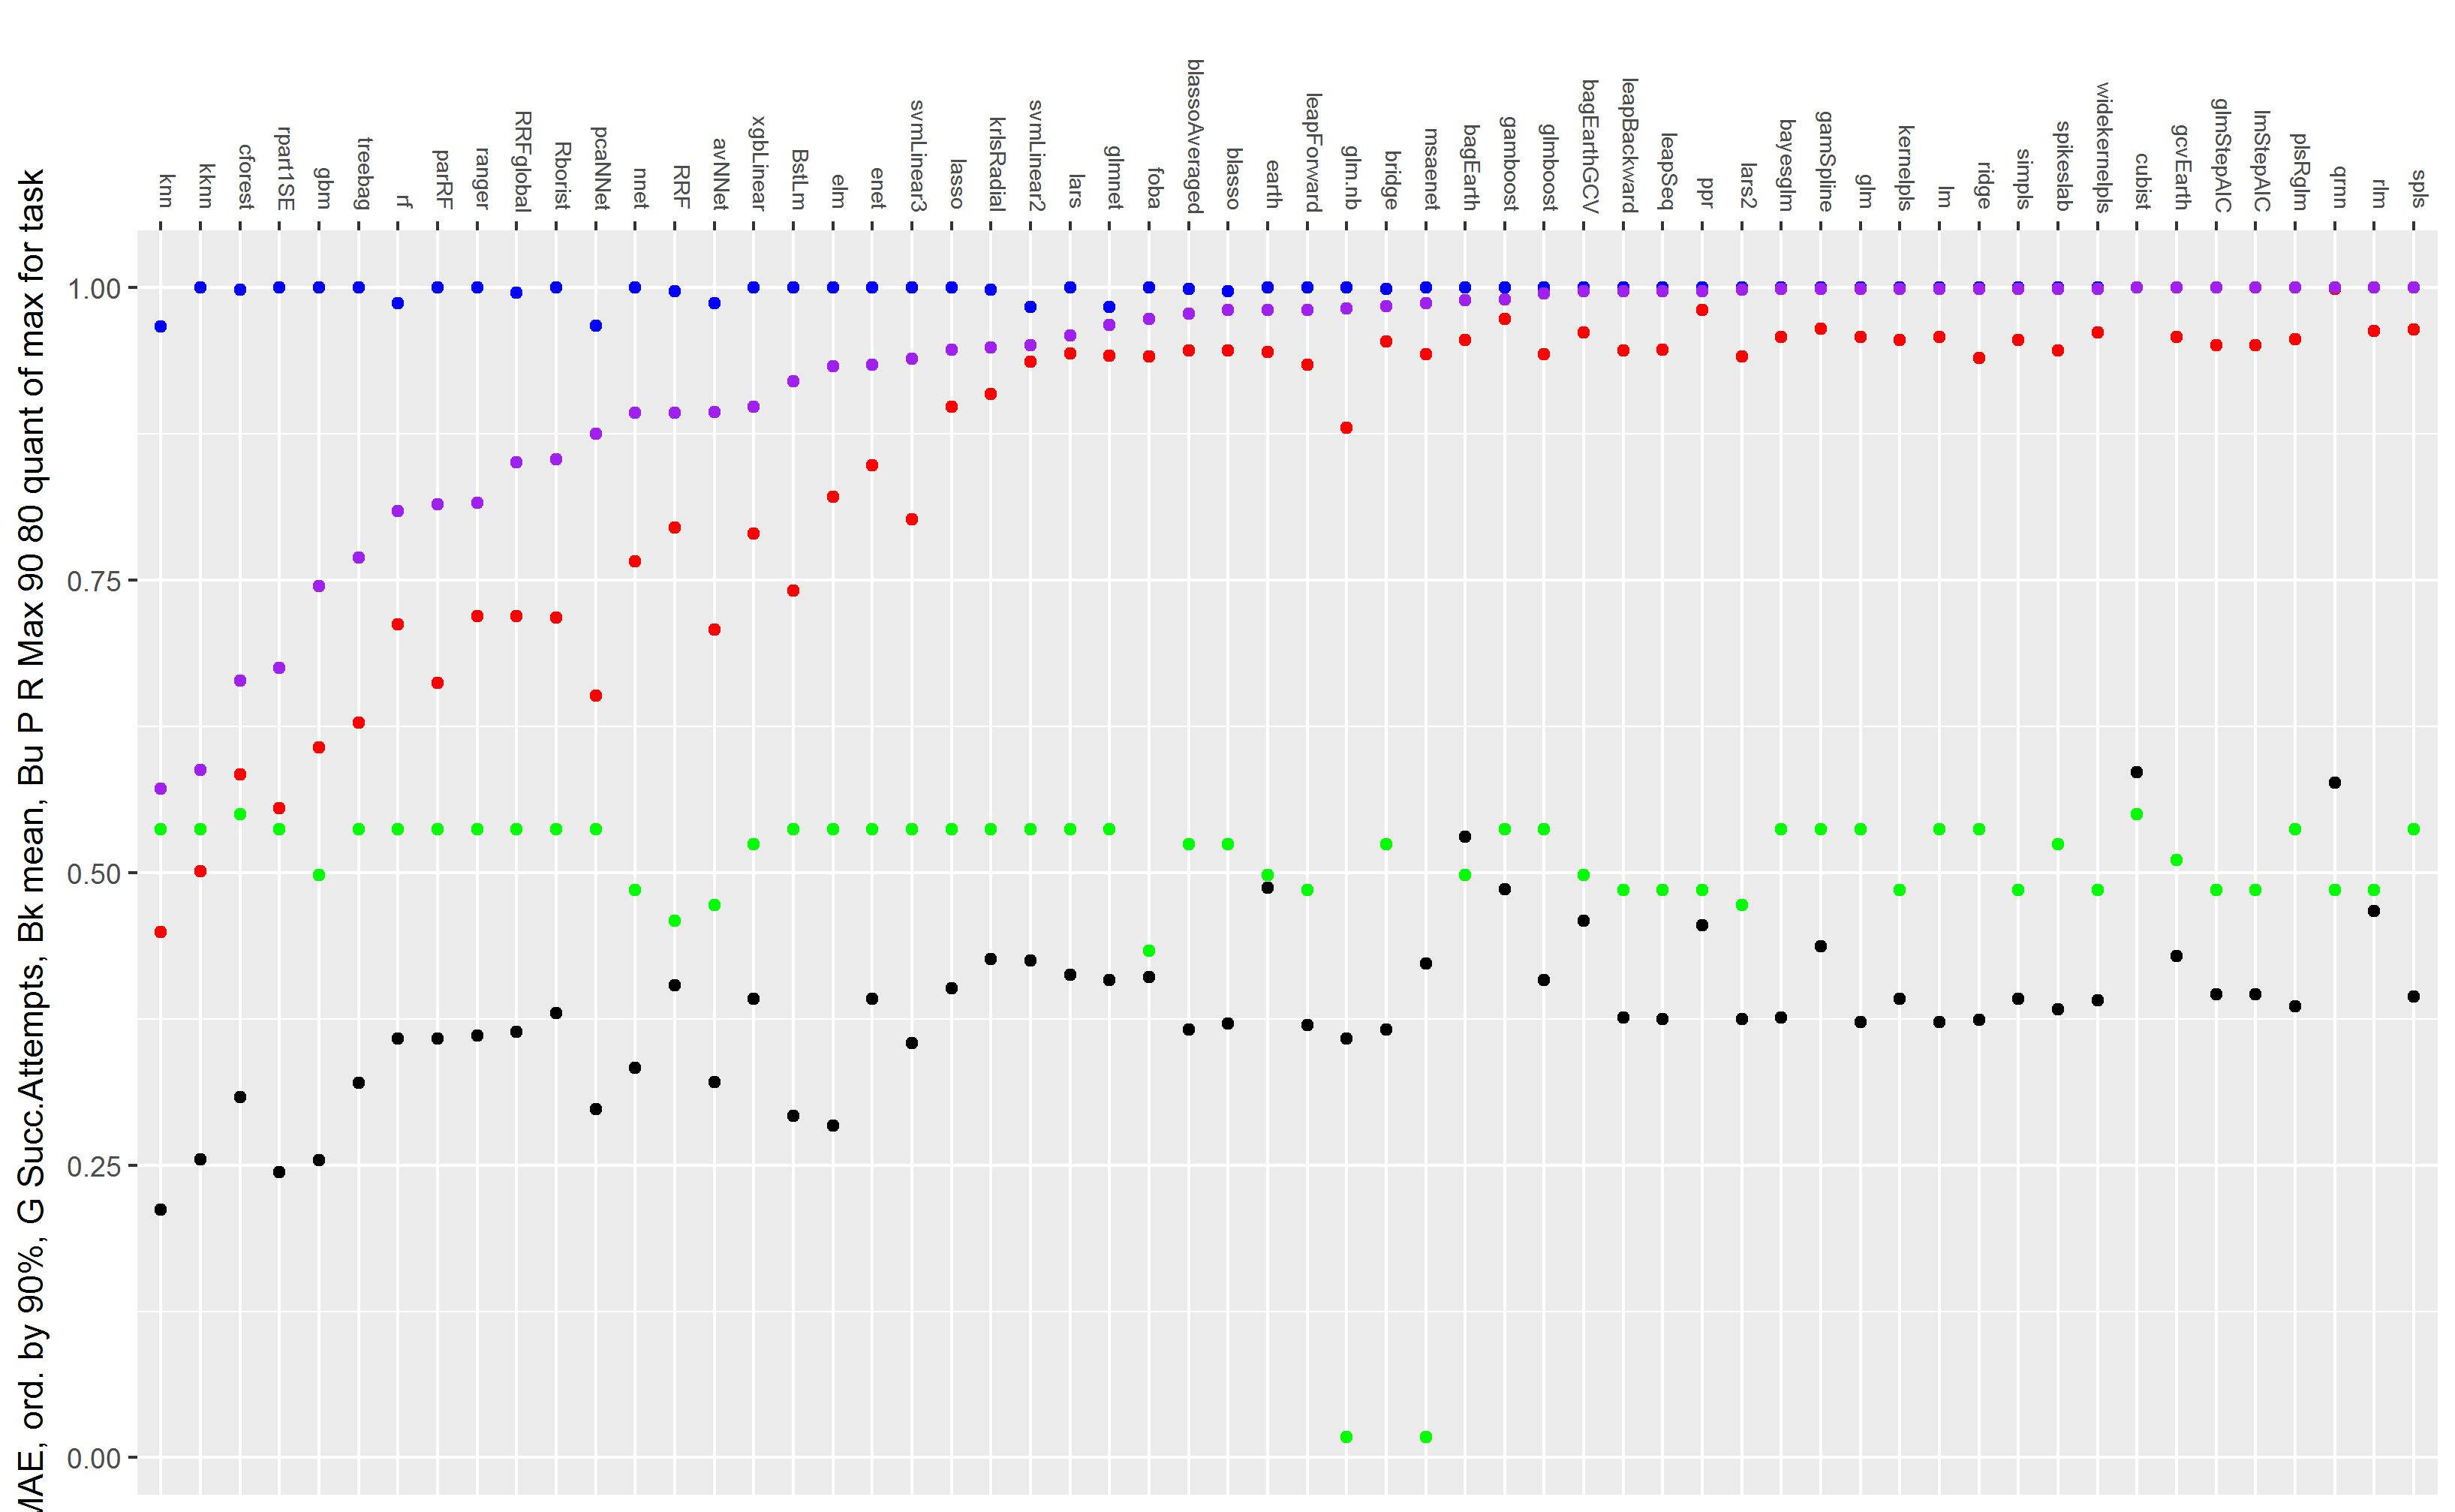 knn
kknn
cforest
rpart1SE
gbm
treebag
rf
parRF
ranger
RRFglobal
Rborist
pcaNNet
nnet
RRF
avNNet
xgbLinear
BstLm
elm
enet
svmLinear3
lasso
krlsRadial
svmLinear2
lars
glmnet
foba
blassoAveraged
blasso
earth
leapForward
glm.nb
bridge
msaenet
bagEarth
gamboost
glmboost
bagEarthGCV
leapBackward
leapSeq
ppr
lars2
bayesglm
gamSpline
glm
kernelpls
lm
ridge
simpls
spikeslab
widekernelpls
cubist
gcvEarth
glmStepAIC
lmStepAIC
plsRglm
qrnn
rlm
spls
MAE, ord. by 90%, G Succ.Attempts, Bk mean, Bu P R Max 90 80 quant of max for task
1.00
0.75
0.50
0.25
0.00